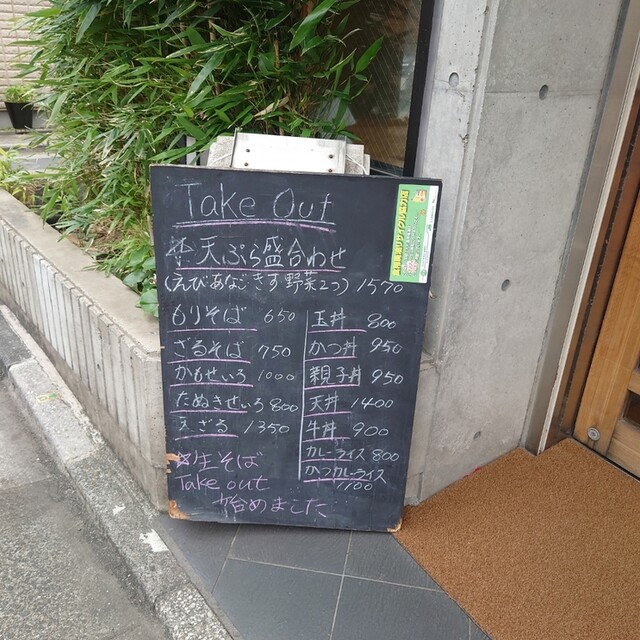 Take Out
☆天ぷら盛合わせ
(えびあなごきす野菜2つ) 1570
もりそば 650
ざるそば 750
かもせいろ 1000
たぬきせいろ 800
天ざる 1350
玉丼 800
かつ丼 950
親子丼 950
天丼 1400
牛丼 900
カレーライス 800
かつカレーライス
1100
☆生そば
Take out
始めました